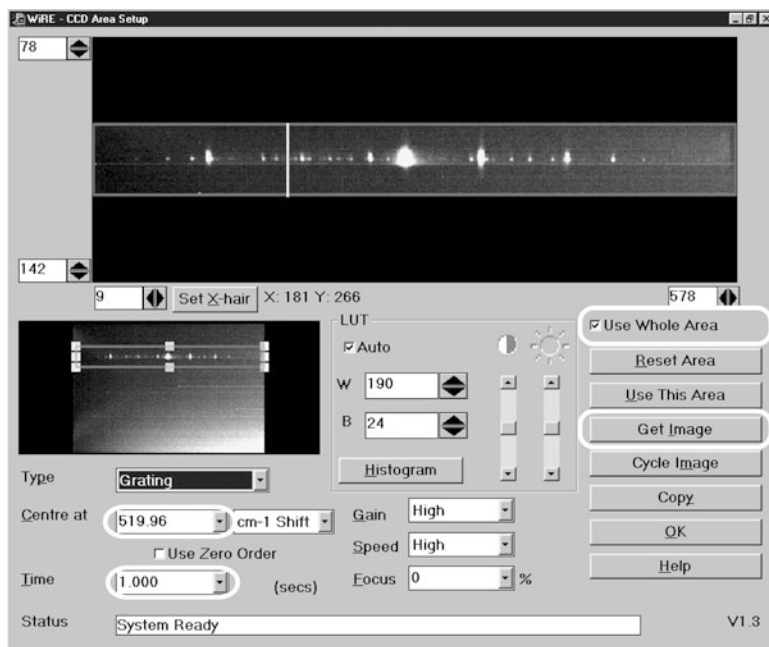 WiRE - CCD Area Setup
78
142
9
Set X-hair
X: 181 Y: 266
578
LUT
Auto
W 190
B 24
Histogram
Use Whole Area
Reset Area
Use This Area
Get Image
Cycle Image
Copy
OK
Help
Type Grating
Centre at 519.96 cm-1 Shift
Use Zero Order
Time 1.000 (secs)
Gain High
Speed High
Focus 0 %
Status System Ready
V1.3